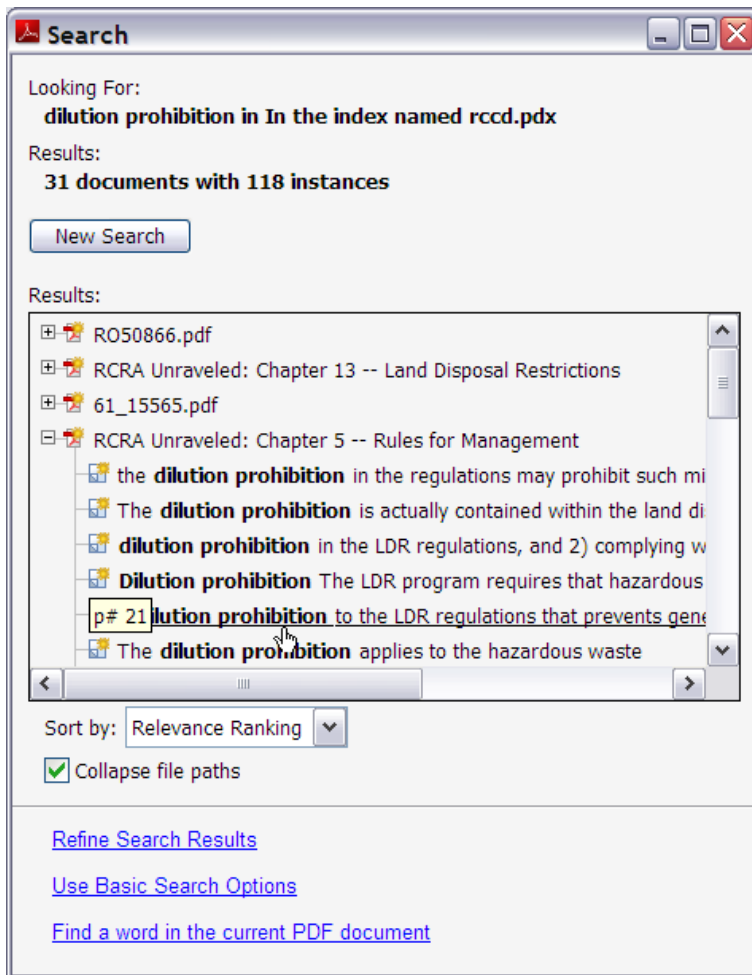 Search
Looking For:
dilution prohibition in In the index named rccd.pdx
Results:
31 documents with 118 instances
New Search
Results:
RO50866.pdf
RCRA Unraveled: Chapter 13 -- Land Disposal Restrictions
61_15565.pdf
RCRA Unraveled: Chapter 5 -- Rules for Management
the dilution prohibition in the regulations may prohibit such mi
The dilution prohibition is actually contained within the land di
dilution prohibition in the LDR regulations, and 2) complying w
Dilution prohibition The LDR program requires that hazardous
p# 21 ilution prohibition to the LDR regulations that prevents gene
The dilution prohibition applies to the hazardous waste
Sort by: Relevance Ranking
Collapse file paths
Refine Search Results
Use Basic Search Options
Find a word in the current PDF document